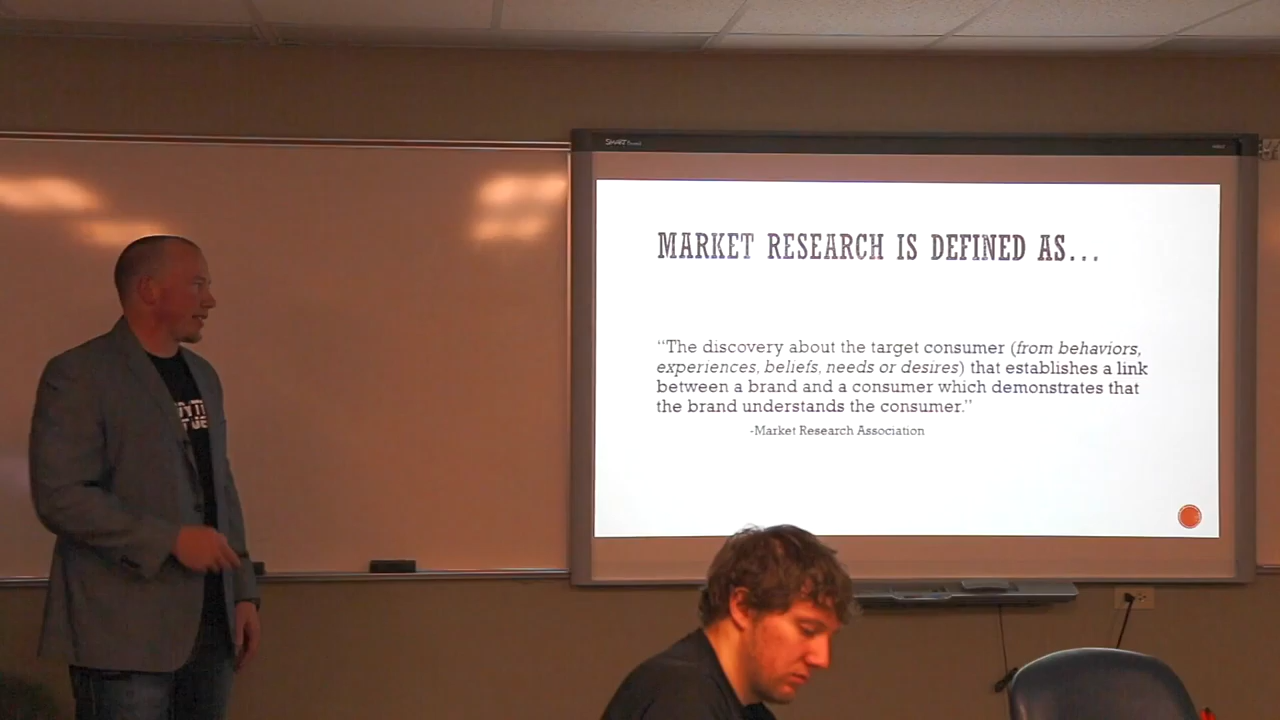 SMART
MARKET RESEARCH IS DEFINED AS...
“The discovery about the target consumer (from behaviors,
experiences, beliefs, needs or desires) that establishes a link
between a brand and a consumer which demonstrates that
the brand understands the consumer.”
-Market Research Association